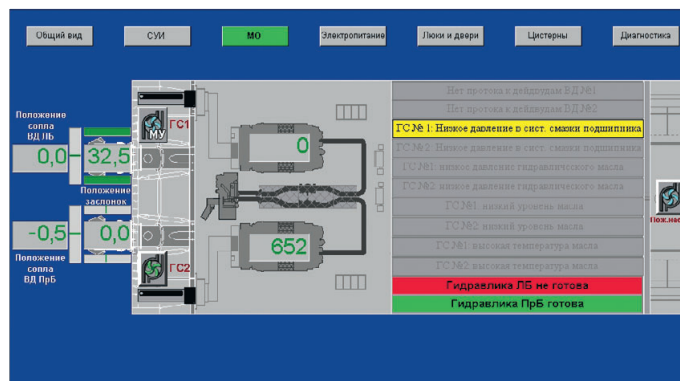 Общий вид
СУИ
МО
Электропитание
Люки и двери
Цистерны
Диагностика
Положение
сопла
ВД ЛБ
0,0
32,5
Положение
заслонок
-0,5
0,0
Положение
сопла
ВД ПрБ
МУ
ГС1
ГС2
0
652
Нет протока к дейдвудам ВД №1
Нет протока к дейдвудам ВД №2
ГС № 1: Низкое давление в сист. смазки подшипника
ГС № 2: Низкое давление в сист. смазки подшипника
ГС №1: низкое давление гидравлического масла
ГС №2: низкое давление гидравлического масла
ГС №1: низкий уровень масла
ГС №2: низкий уровень масла
ГС №1: высокая температура масла
ГС №2: высокая температура масла
Гидравлика ЛБ не готова
Гидравлика ПрБ готова
Пож.нас